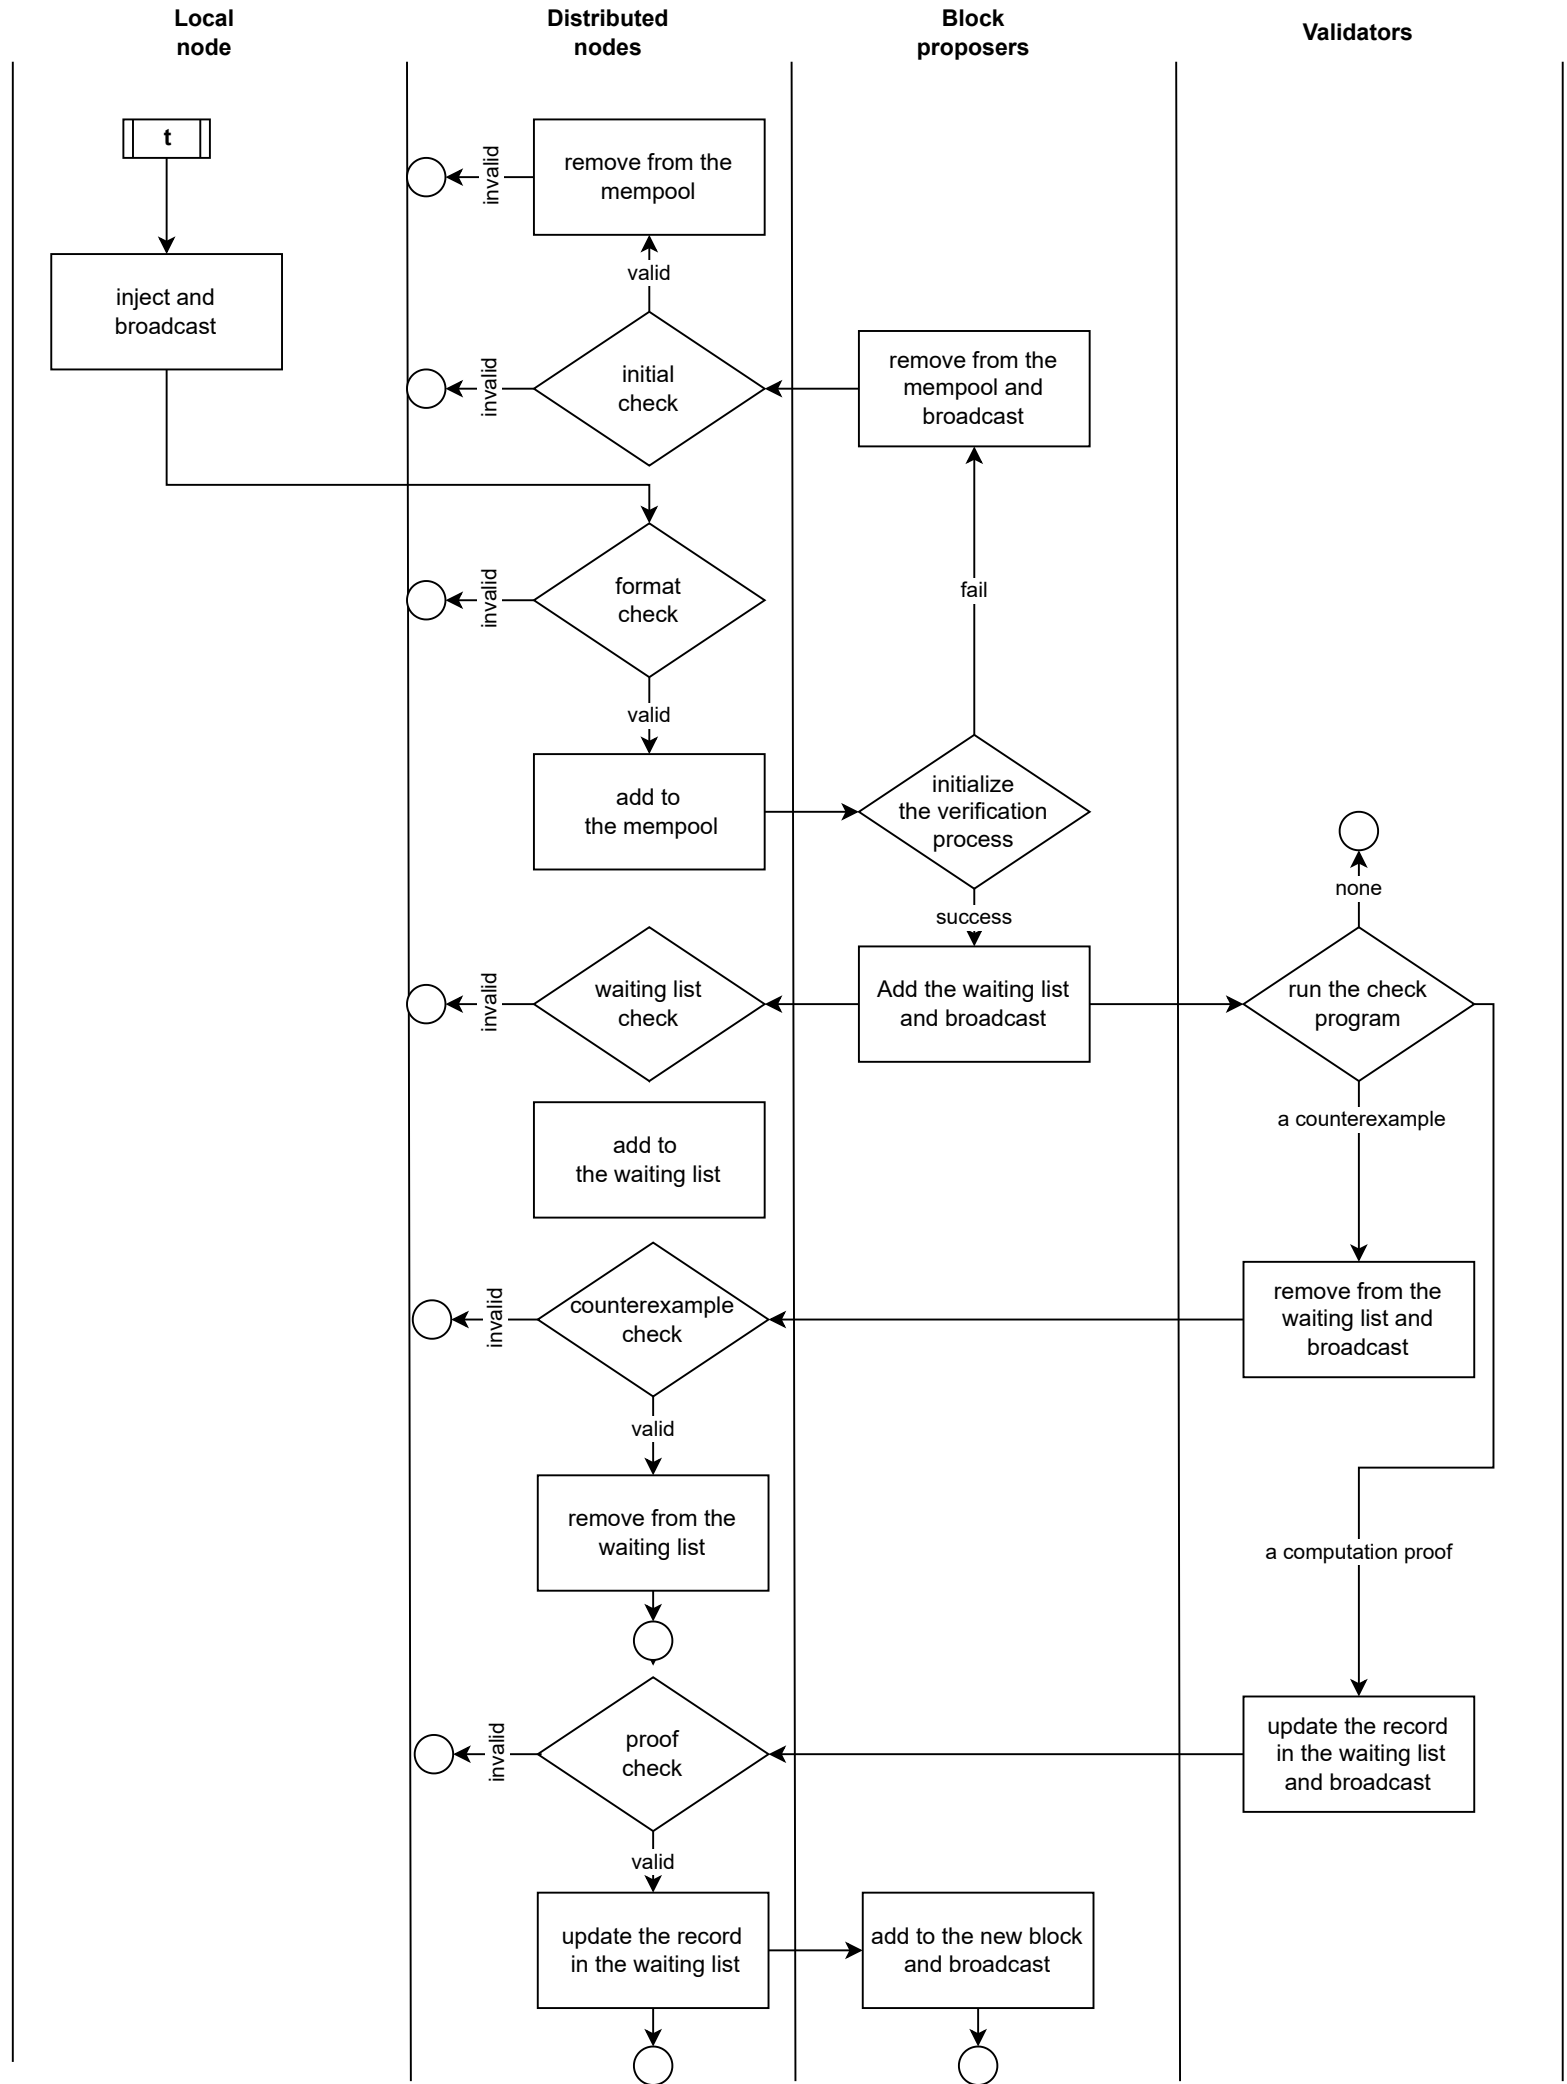 Local
node
Distributed
nodes
Block
proposers
Validators
t
remove from the
mempool
invalid
valid
inject and
broadcast
initial
check
invalid
remove from the
mempool and
broadcast
format
check
invalid
fail
valid
add to
the mempool
initialize
the verification
process
none
success
waiting list
check
invalid
Add the waiting list
and broadcast
run the check
program
a counterexample
add to
the waiting list
counterexample
check
invalid
remove from the
waiting list and
broadcast
valid
remove from the
waiting list
a computation proof
proof
check
invalid
update the record
in the waiting list
and broadcast
valid
update the record
in the waiting list
add to the new block
and broadcast